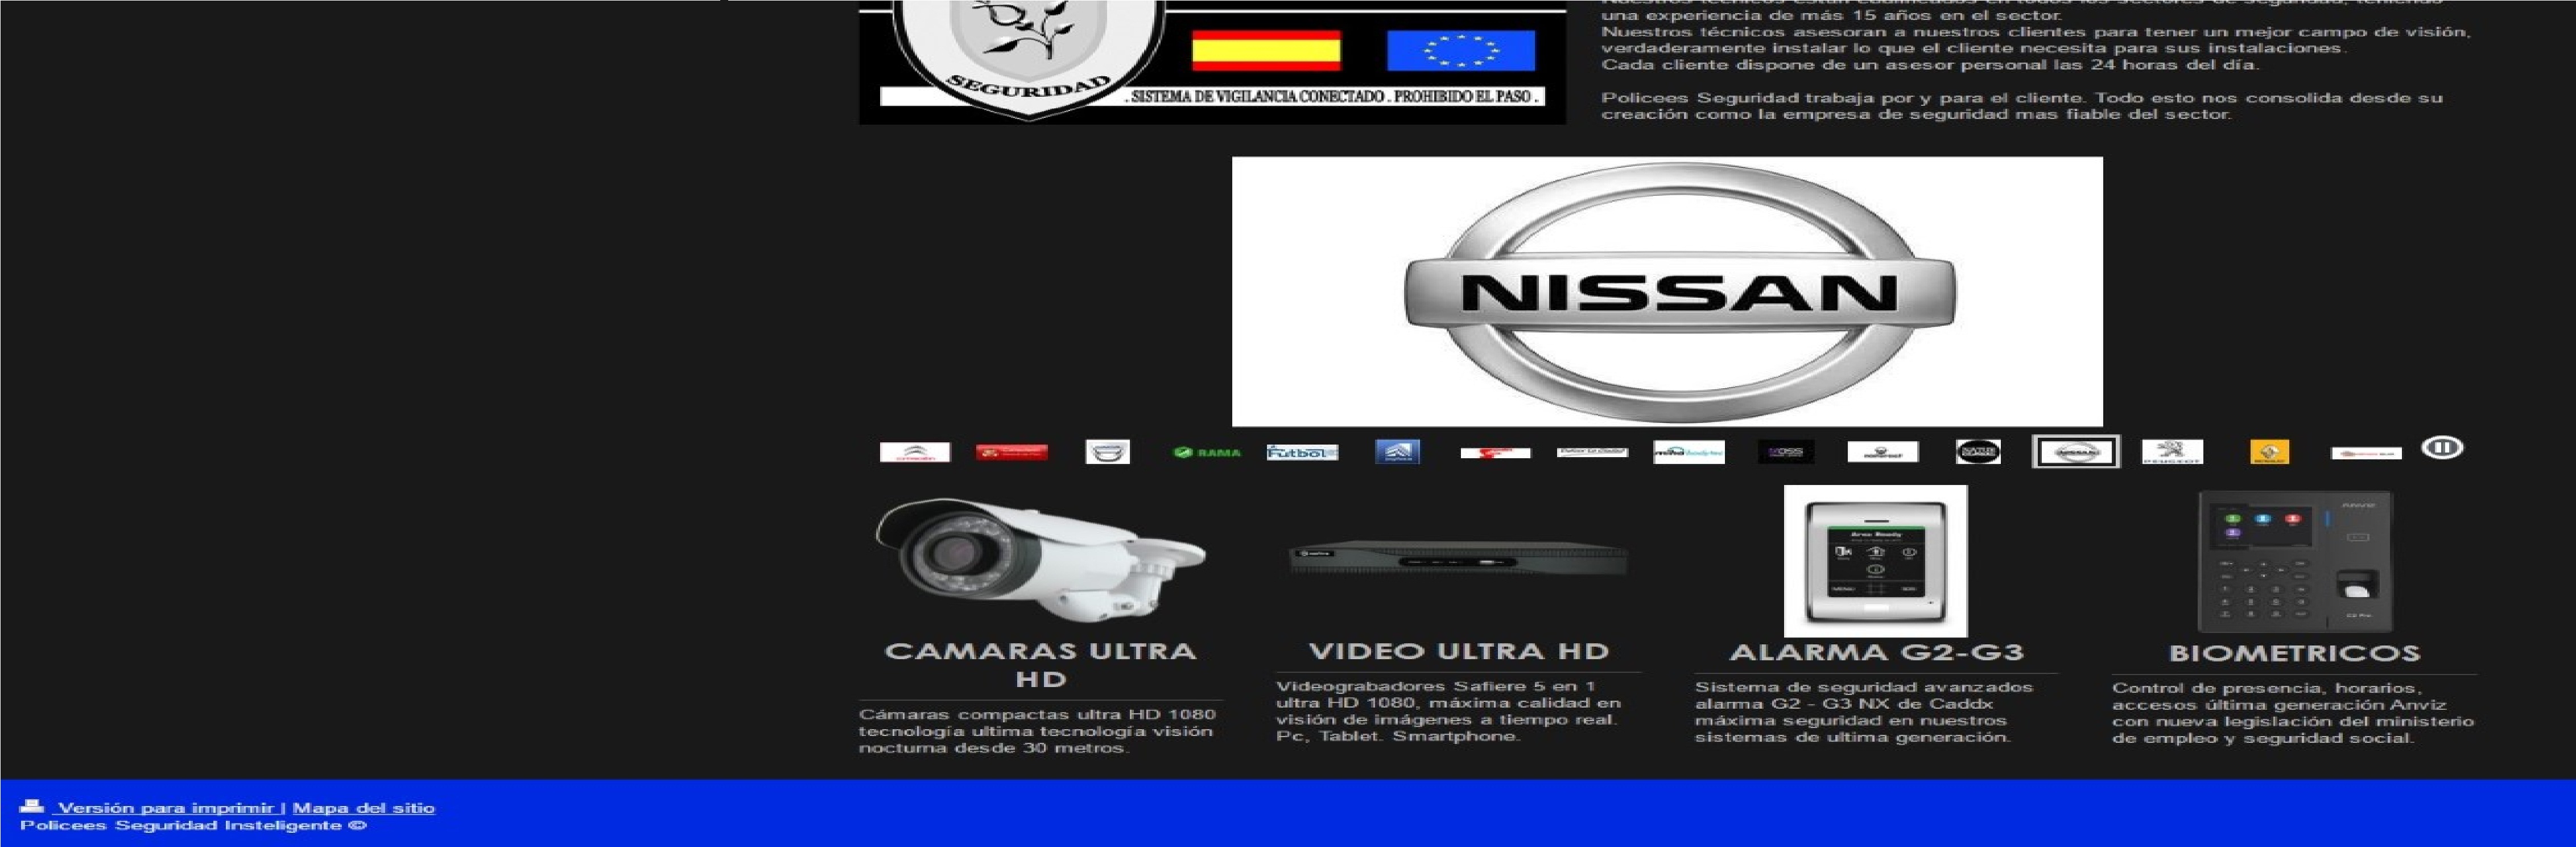 una experiencia de más 15 años en el sector.
Nuestros técnicos asesoran a nuestros clientes para tener un mejor campo de visión,
verdaderamente instalar lo que el cliente necesita para sus instalaciones.
Cada cliente dispone de un asesor personal las 24 horas del día.
SEGURIDAD
. SISTEMA DE VIGILANCIA CONECTADO . PROHIBIDO EL PASO .
Policees Seguridad trabaja por y para el cliente. Todo esto nos consolida desde su
creación como la empresa de seguridad mas fiable del sector.
NISSAN
RAMA
Futbol
NISSAN
PEUGEOT
Area Ready
CAMARAS ULTRA
HD
Cámaras compactas ultra HD 1080
tecnología ultima tecnología visión
nocturna desde 30 metros.
VIDEO ULTRA HD
Videograbadores Safiere 5 en 1
ultra HD 1080, máxima calidad en
visión de imágenes a tiempo real.
Pc, Tablet. Smartphone.
ALARMA G2-G3
Sistema de seguridad avanzados
alarma G2 - G3 NX de Caddx
máxima seguridad en nuestros
sistemas de ultima generación.
BIOMETRICOS
Control de presencia, horarios,
accesos última generación Anviz
con nueva legislación del ministerio
de empleo y seguridad social.
Versión para imprimir | Mapa del sitio
Policees Seguridad Insteligente ©